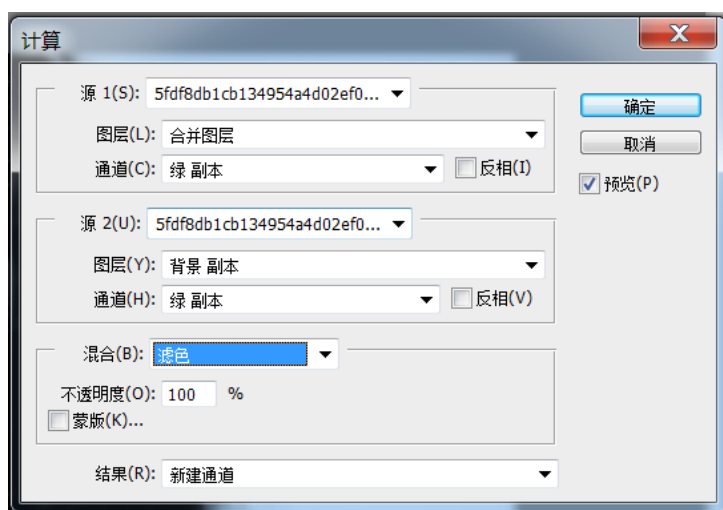 计算
源 1(S): 5fdf8db1cb134954a4d02ef0...
图层(L): 合并图层
通道(C): 绿 副本 反相(I)
确定
取消
预览(P)
源 2(U): 5fdf8db1cb134954a4d02ef0...
图层(Y): 背景 副本
通道(H): 绿 副本 反相(V)
混合(B): 滤色
不透明度(O): 100 %
蒙版(K)...
结果(R): 新建通道